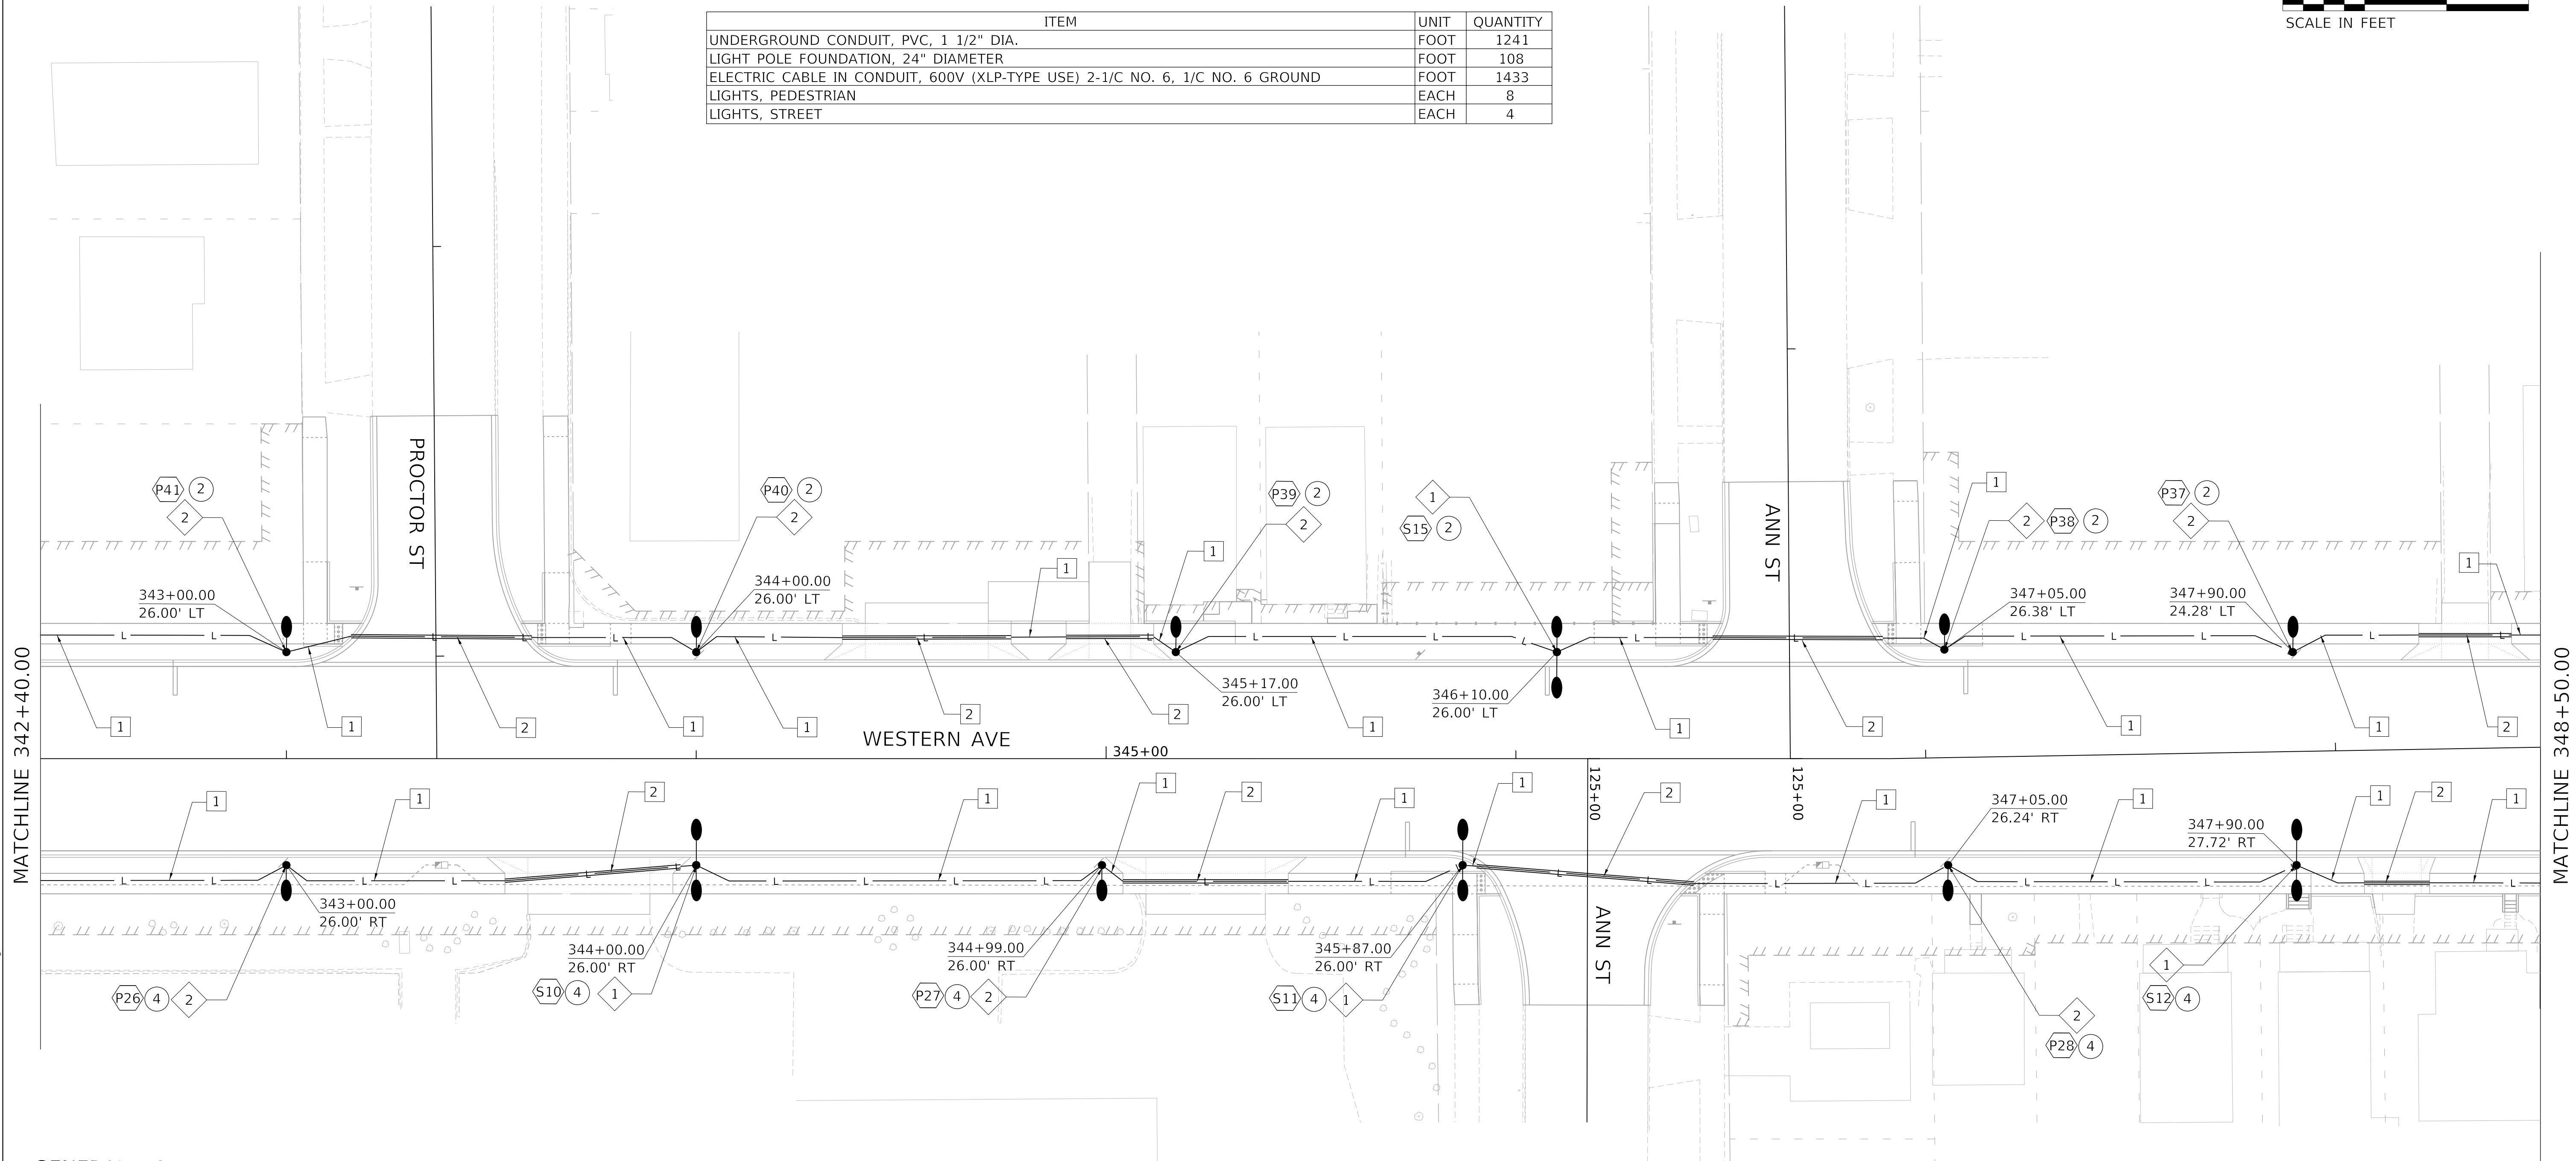 ITEM UNIT QUANTITY
UNDERGROUND CONDUIT, PVC, 1 1/2" DIA. FOOT 1241
LIGHT POLE FOUNDATION, 24" DIAMETER FOOT 108
ELECTRIC CABLE IN CONDUIT, 600V (XLP-TYPE USE) 2-1/C NO. 6, 1/C NO. 6 GROUND FOOT 1433
LIGHTS, PEDESTRIAN EACH 8
LIGHTS, STREET EACH 4
SCALE IN FEET
PROCTOR ST
ANN ST
P41 2
2
P40 2
2
P39 2
2
1
S15 2
1
2 P38 2
P37 2
2
1
1
1
343+00.00
26.00' LT
344+00.00
26.00' LT
347+05.00
26.38' LT
347+90.00
24.28' LT
L L L L L L L L L L L L L L L L L L L L
345+17.00
26.00' LT
346+10.00
26.00' LT
1 1 2 1 1 2 2 1 1 2 1 1 2
MATCHLINE 342+40.00
WESTERN AVE
345+00
MATCHLINE 348+50.00
125+00
125+00
1 1 2 1 1 2 1 1 2 1 1 1 2 1
347+05.00
26.24' RT
347+90.00
27.72' RT
L L L L L L L L L L L L L L L L L L L L
343+00.00
26.00' RT
344+00.00
26.00' RT
344+99.00
26.00' RT
345+87.00
26.00' RT
ANN ST
P26 4 2
S10 4 1
P27 4 2
S11 4 1
1
S12 4
2
P28 4